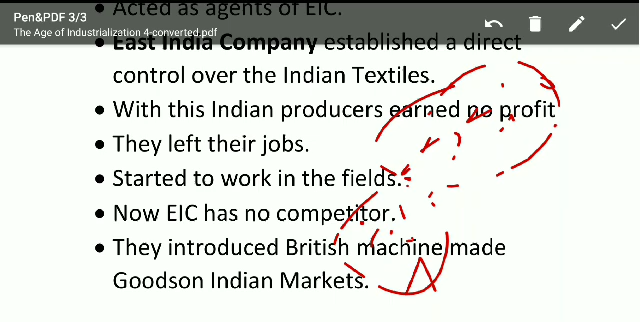 Pen&PDF 3/3
The Age of Industrialization 4-converted.pdf
• Acted as agents of EIC.
• East India Company established a direct
control over the Indian Textiles.
• With this Indian producers earned no profit
• They left their jobs.
• Started to work in the fields.
• Now EIC has no competitor.
• They introduced British machine made
Goodson Indian Markets.